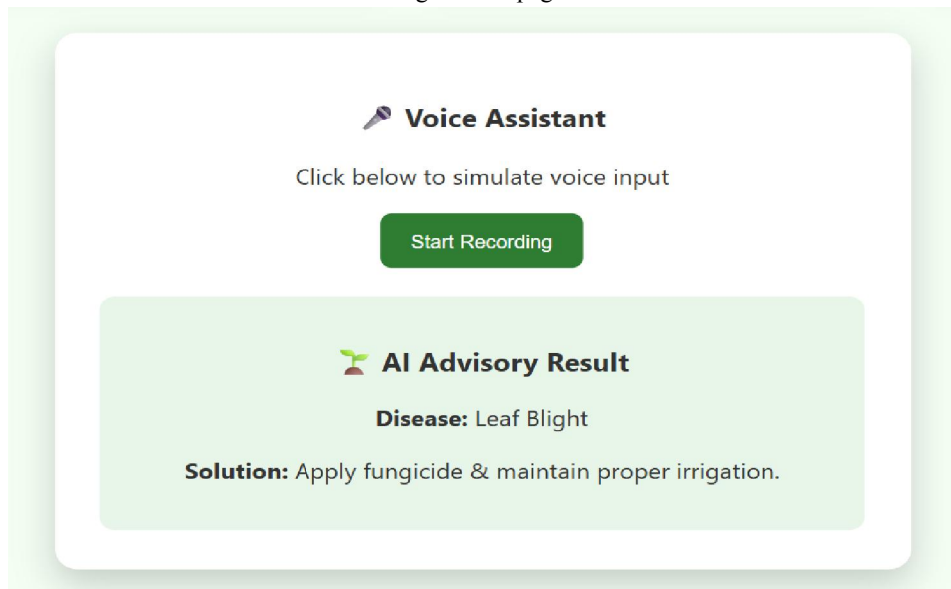 🎤 Voice Assistant
Click below to simulate voice input
Start Recording
🌱 AI Advisory Result
Disease: Leaf Blight
Solution: Apply fungicide & maintain proper irrigation.